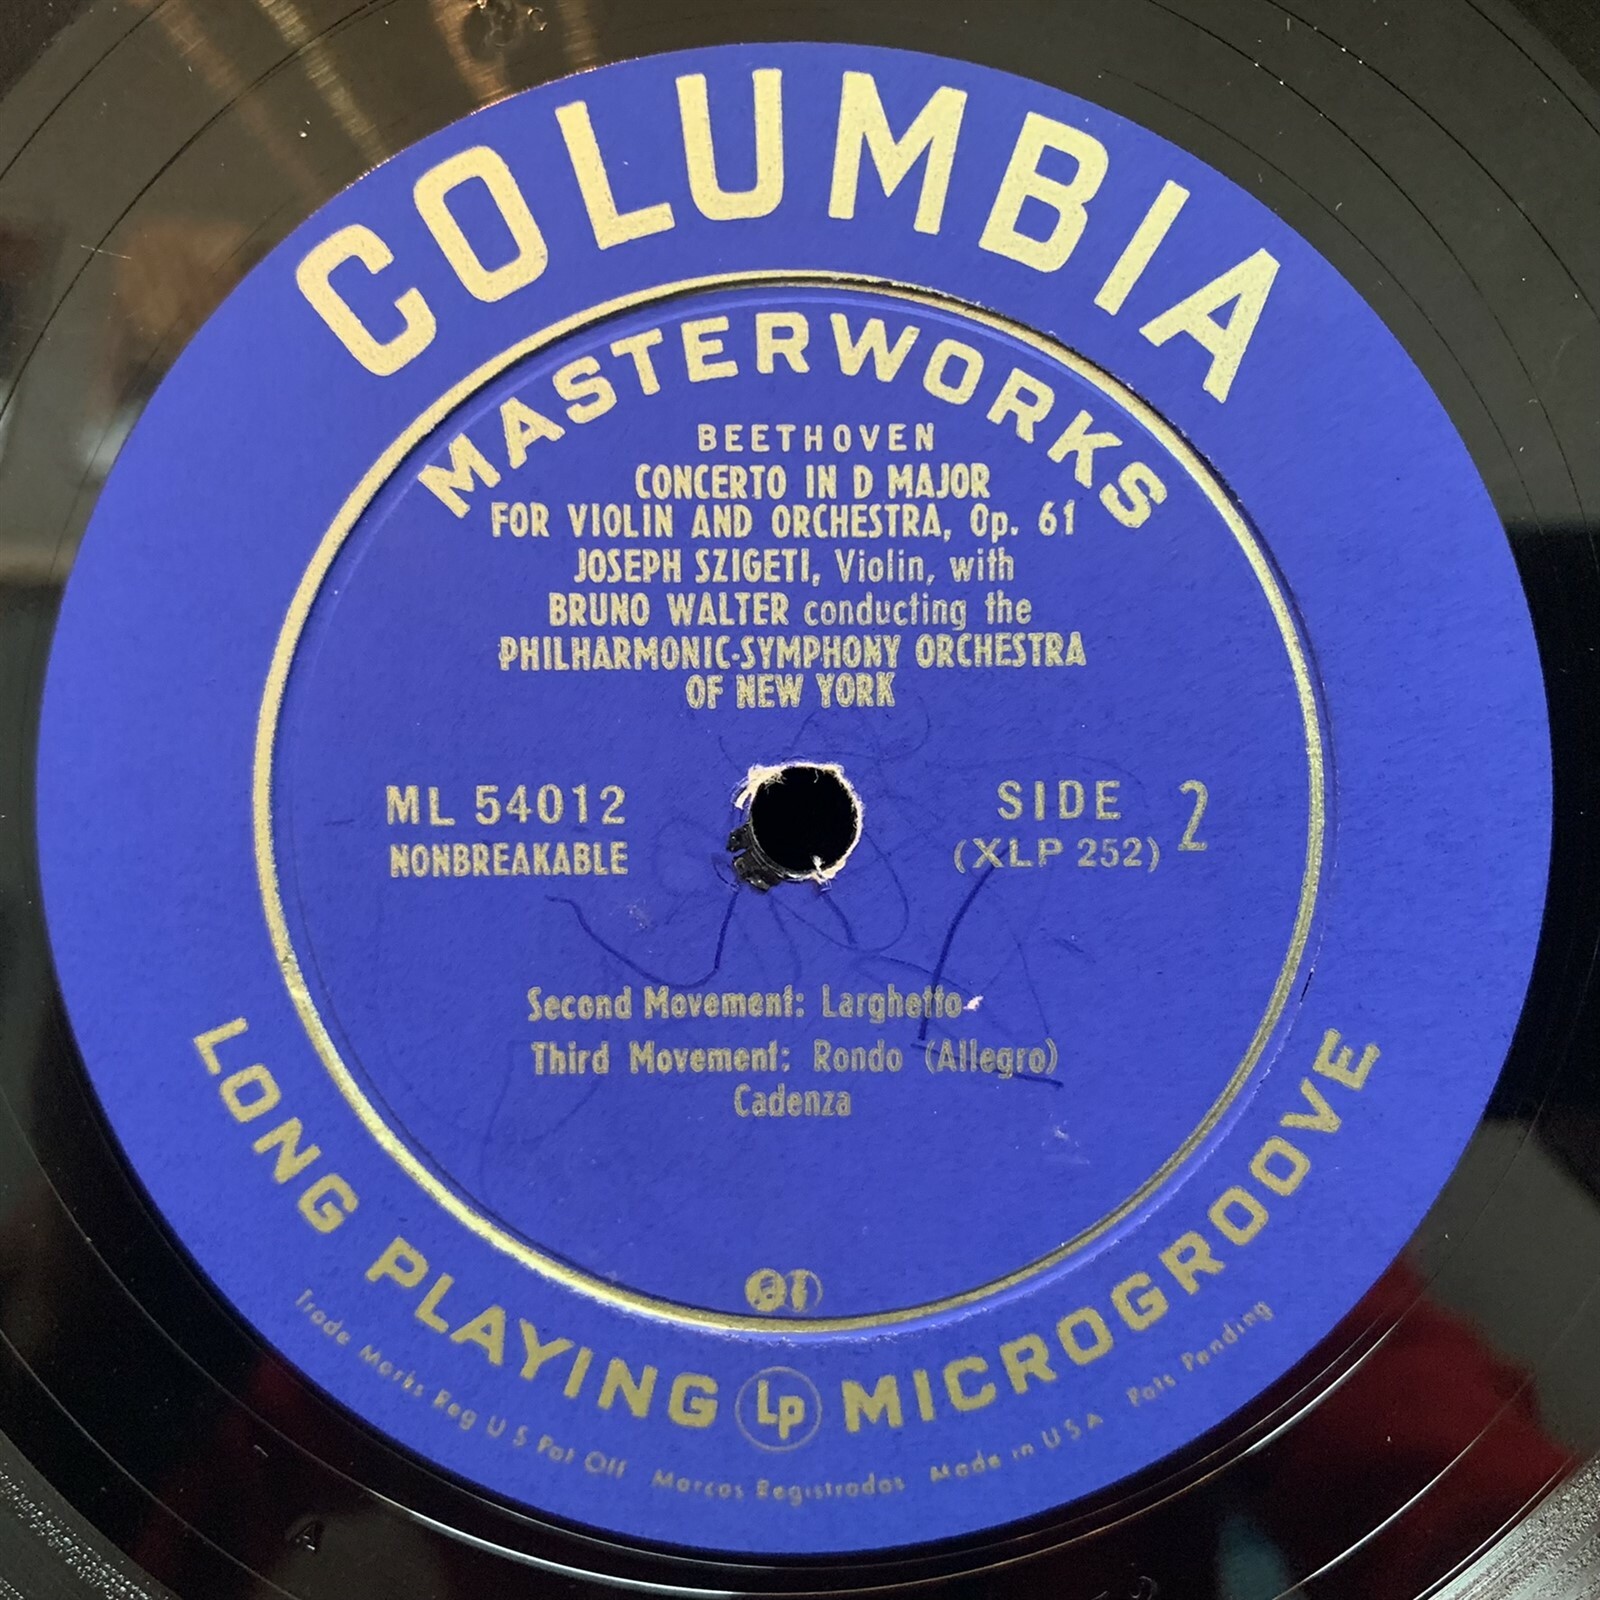 COLUMBIA
MASTERWORKS
BEETHOVEN
CONCERTO IN D MAJOR
FOR VIOLIN AND ORCHESTRA, Op. 61
JOSEPH SZIGETI, Violin, with
BRUNO WALTER conducting the
PHILHARMONIC-SYMPHONY ORCHESTRA
OF NEW YORK
ML 54012
NONBREAKABLE
SIDE 2
(XLP 252)
Second Movement: Larghetto-
Third Movement: Rondo (Allegro)
Cadenza
LONG PLAYING Lp MICROGROOVE
Trade Marks Reg U S Pat Off Marcas Registradas Made in U S A Pats Pending
A